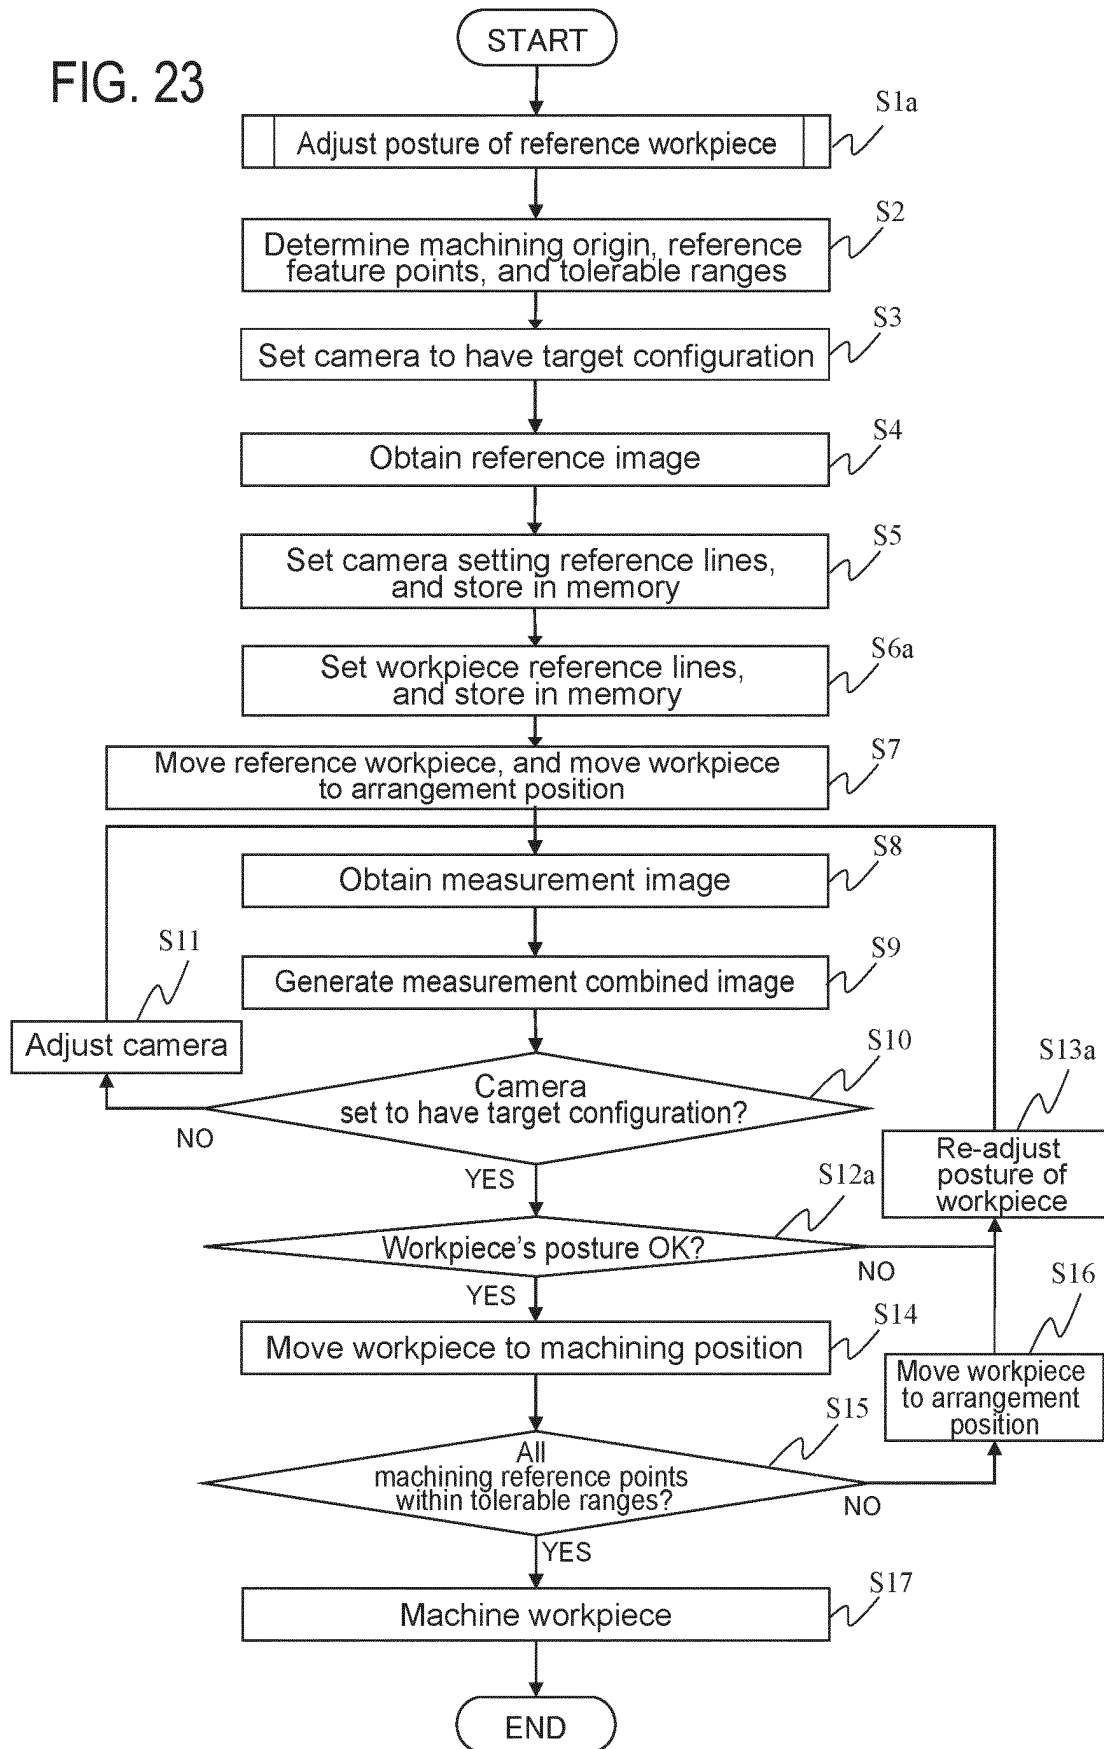 START
FIG. 23
S1a
Adjust posture of reference workpiece
S2
Determine machining origin, reference
feature points, and tolerable ranges
S3
Set camera to have target configuration
S4
Obtain reference image
S5
Set camera setting reference lines,
and store in memory
S6a
Set workpiece reference lines,
and store in memory
S7
Move reference workpiece, and move workpiece
to arrangement position
S8
Obtain measurement image
S9
Generate measurement combined image
S11
Adjust camera
S10
Camera
set to have target configuration?
NO
YES
S13a
Re-adjust
posture of
workpiece
S12a
Workpiece's posture OK?
NO
YES
S14
Move workpiece to machining position
S16
Move workpiece
to arrangement
position
S15
All
machining reference points
within tolerable ranges?
NO
YES
S17
Machine workpiece
END